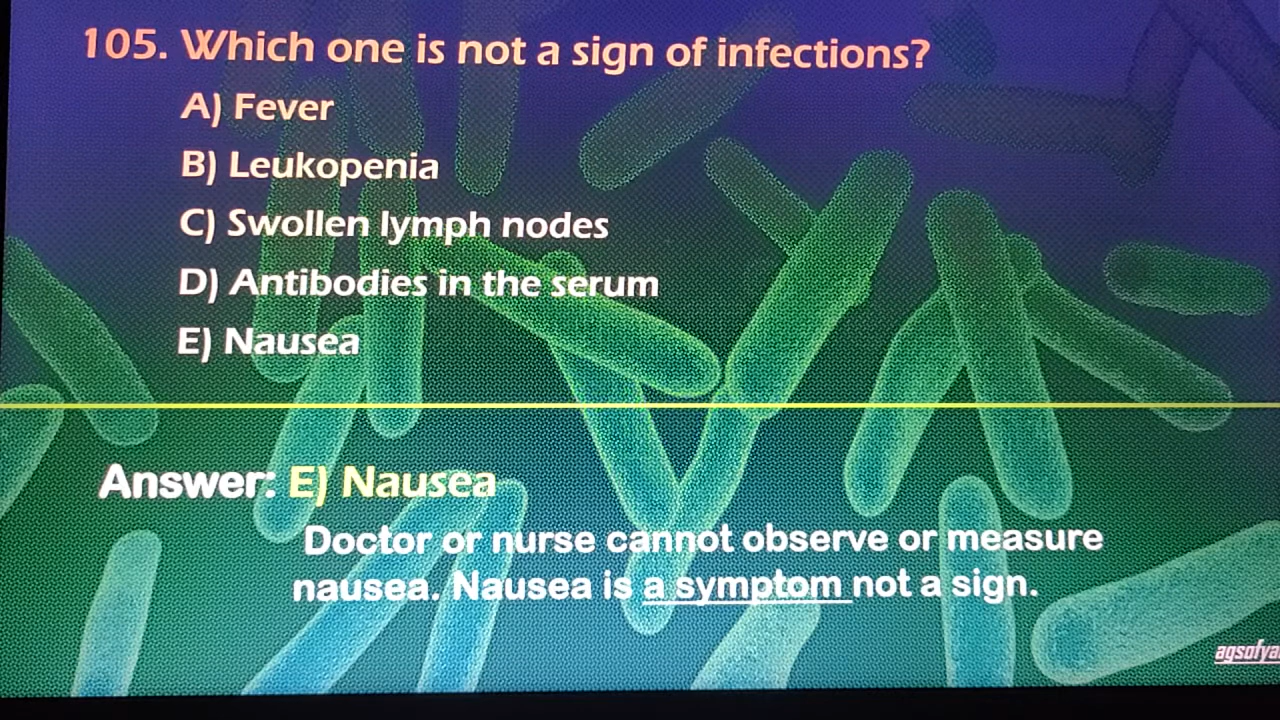 105. Which one is not a sign of infections?
A) Fever
B) Leukopenia
C) Swollen lymph nodes
D) Antibodies in the serum
E) Nausea
Answer: E) Nausea
Doctor or nurse cannot observe or measure
nausea. Nausea is a symptom not a sign.